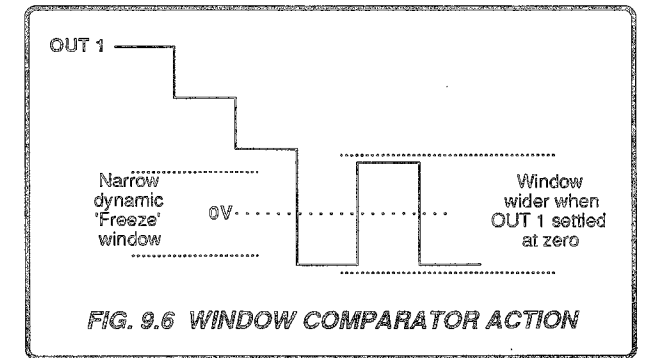 OUT 1
Narrow
dynamic
'Freeze'
window
0V
Window
wider when
OUT 1 settled
at zero
FIG. 9.6 WINDOW COMPARATOR ACTION